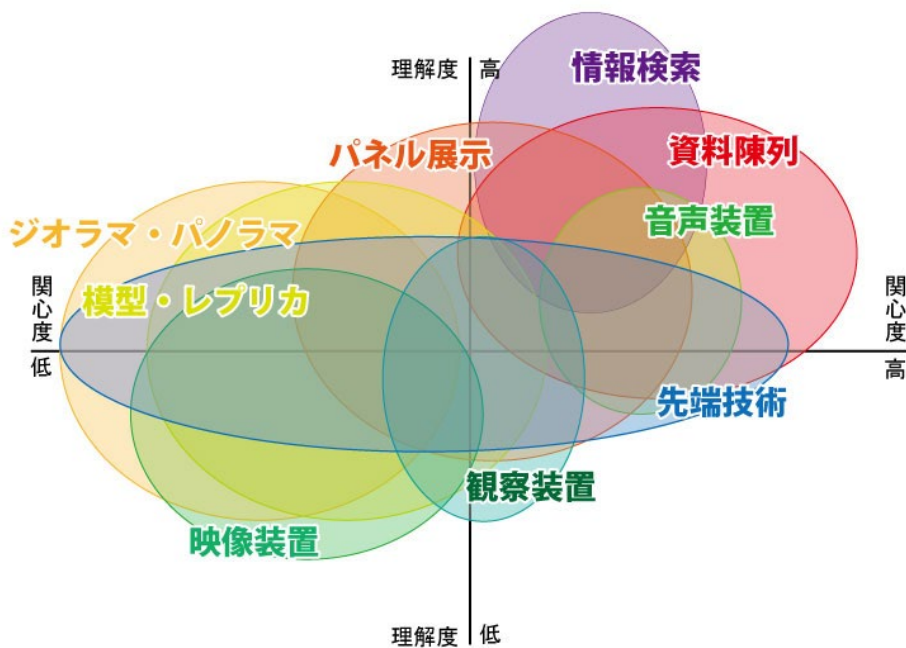 情報検索
理解度 高
パネル展示
資料陳列
ジオラマ・パノラマ
音声装置
関心度
低
模型・レプリカ
関心度
高
先端技術
観察装置
映像装置
理解度 低